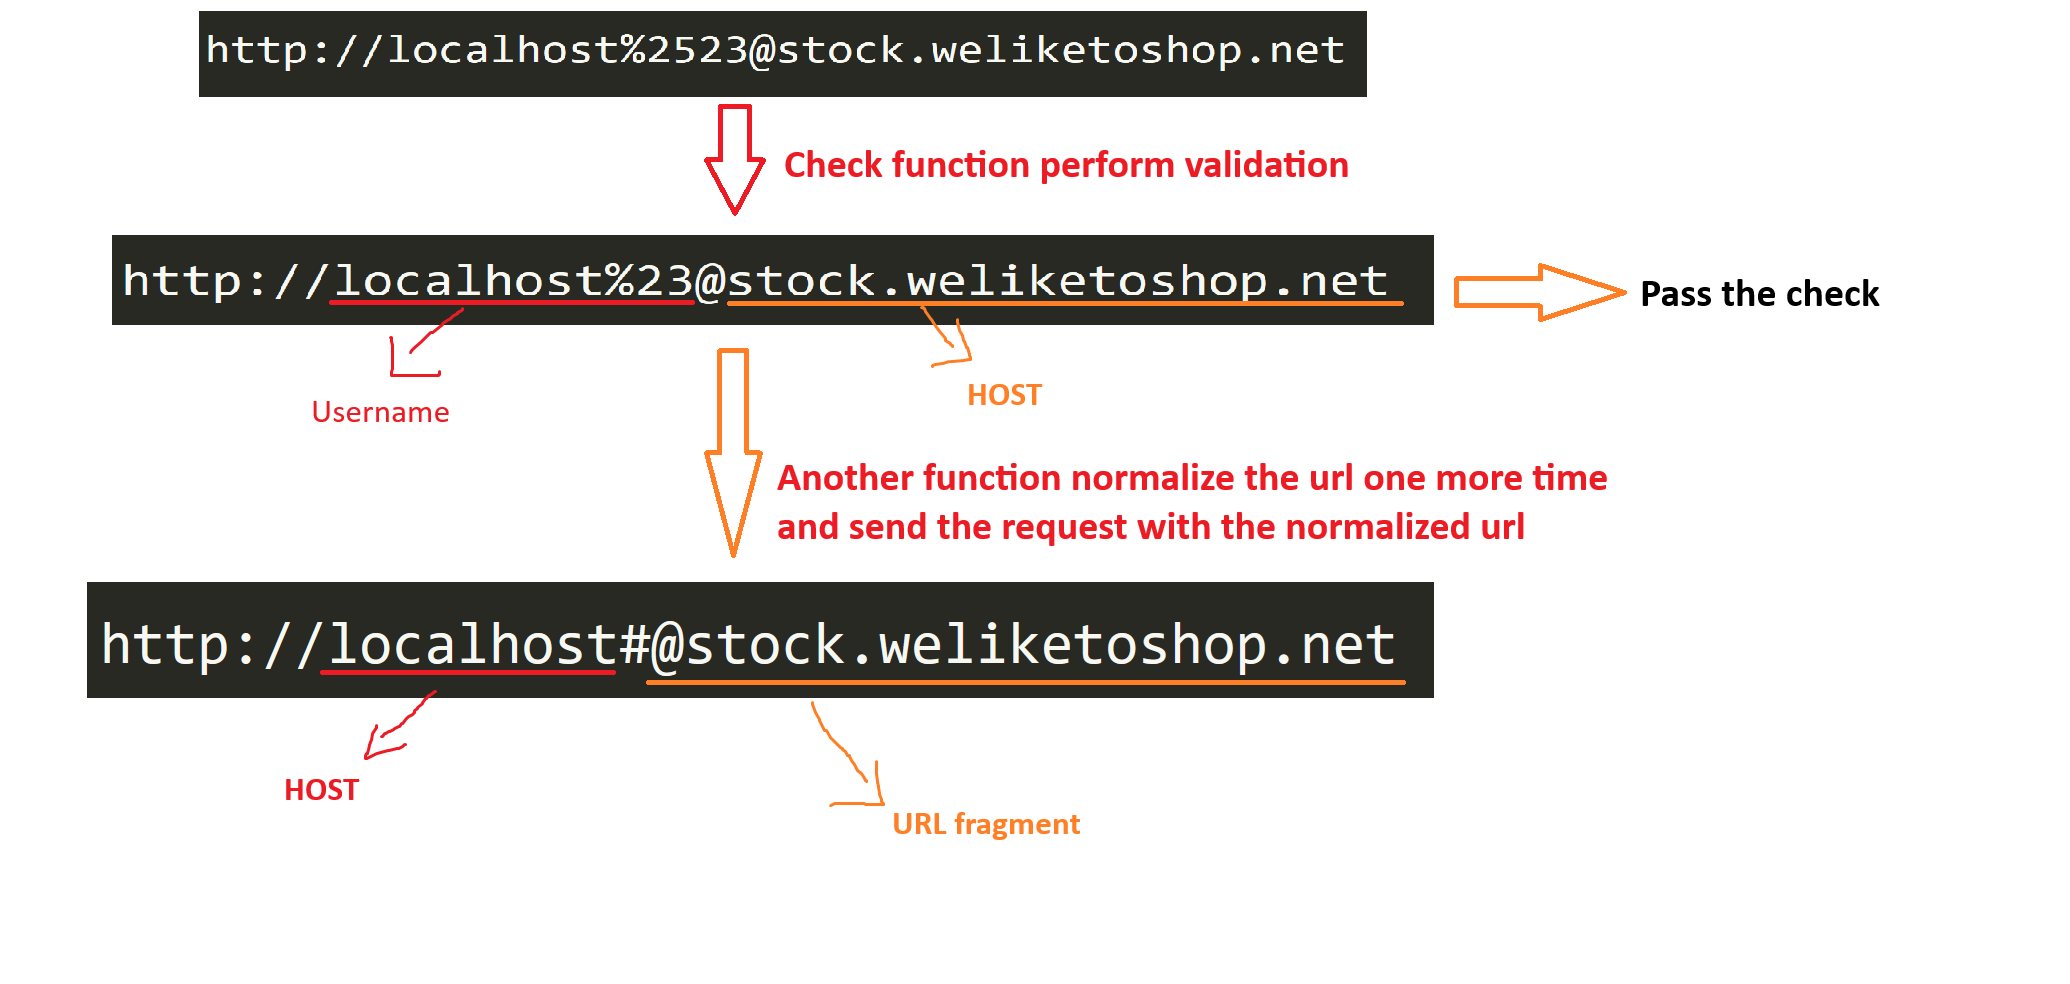 http://localhost%2523@stock.weliketoshop.net
Check function perform validation
http://localhost%23@stock.weliketoshop.net
Pass the check
Username
HOST
Another function normalize the url one more time
and send the request with the normalized url
http://localhost#@stock.weliketoshop.net
HOST
URL fragment